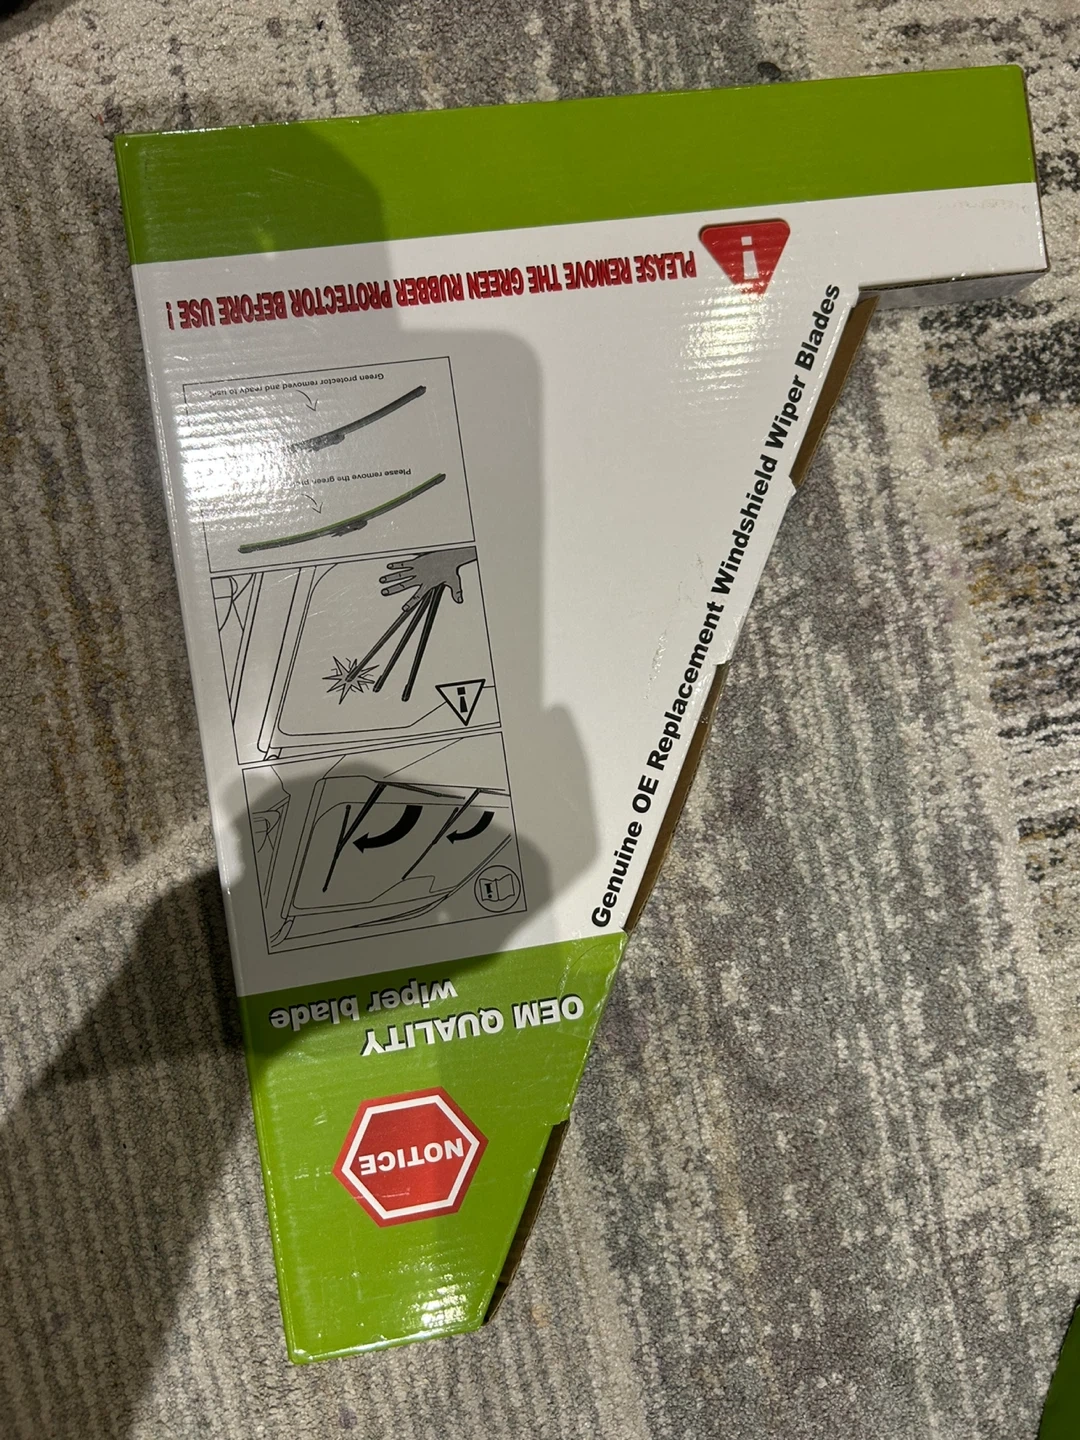 NOTICE
OEM QUALITY
wiper blade
Please remove the green
Green protector removed and ready to use.
! PLEASE REMOVE THE GREEN RUBBER PROTECTOR BEFORE USE !
Genuine OE Replacement Windshield Wiper Blades